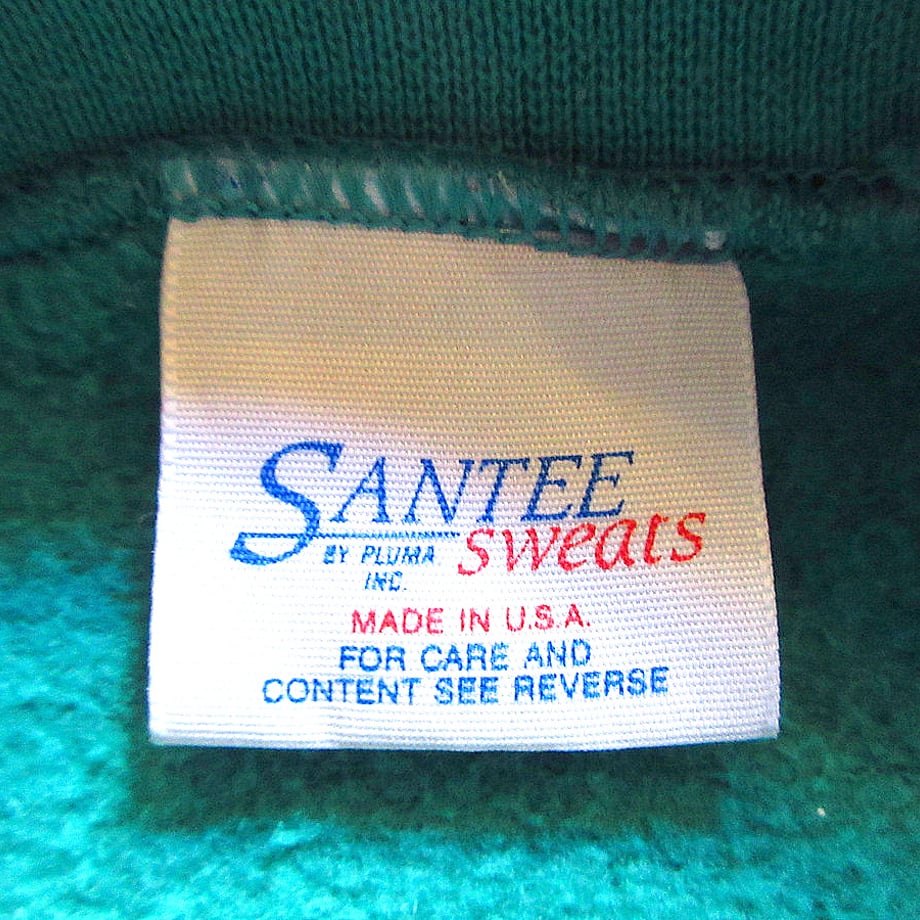 SANTEE
sweats
BY PLUMA
INC.
MADE IN U.S.A.
FOR CARE AND
CONTENT SEE REVERSE